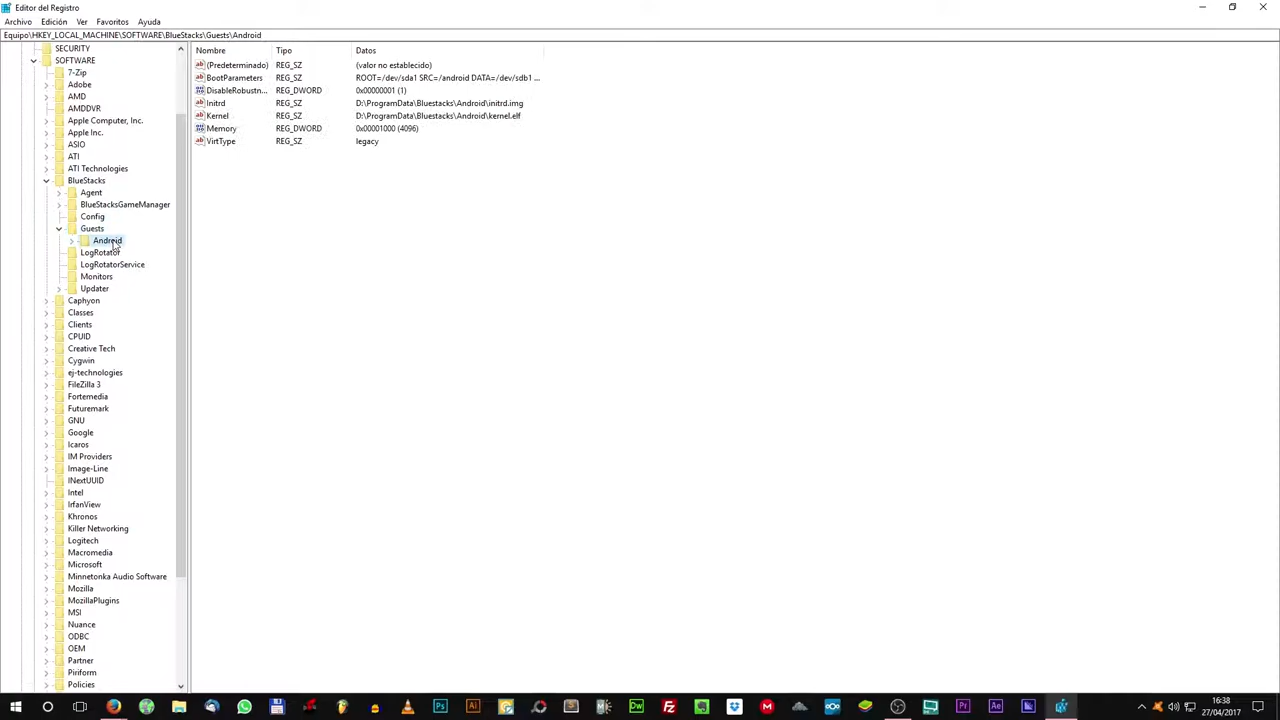 Editor del Registro
Archivo Edición Ver Favoritos Ayuda
Equipo\HKEY_LOCAL_MACHINE\SOFTWARE\BlueStacks\Guests\Android
SECURITY
SOFTWARE
7-Zip
Adobe
AMD
AMDDVR
Apple Computer, Inc.
Apple Inc.
ASIO
ATI
ATI Technologies
BlueStacks
Agent
BlueStacksGameManager
Config
Guests
Android
LogRotator
LogRotatorService
Monitors
Updater
Caphyon
Classes
Clients
CPUID
Creative Tech
Cygwin
ej-technologies
FileZilla 3
Fortemedia
Futuremark
GNU
Google
Icaros
IM Providers
Image-Line
INextUUID
Intel
IrfanView
Khronos
Killer Networking
Logitech
Macromedia
Microsoft
Minnetonka Audio Software
Mozilla
MozillaPlugins
MSI
Nuance
ODBC
OEM
Partner
Piriform
Policies
Nombre Tipo Datos
(Predeterminado) REG_SZ (valor no establecido)
BootParameters REG_SZ ROOT=/dev/sda1 SRC=/android DATA=/dev/sdb1 ...
DisableRobustn... REG_DWORD 0x00000001 (1)
Initrd REG_SZ D:\ProgramData\Bluestacks\Android\initrd.img
Kernel REG_SZ D:\ProgramData\Bluestacks\Android\kernel.elf
Memory REG_DWORD 0x00001000 (4096)
VirtType REG_SZ legacy
16:38
27/04/2017